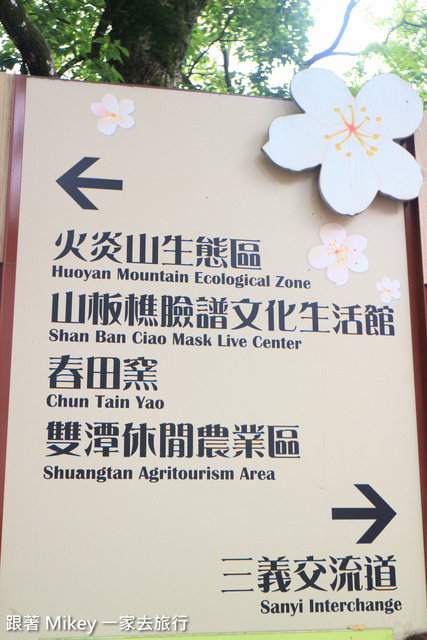 火炎山生態區
Huoyan Mountain Ecological Zone
山板樵臉譜文化生活館
Shan Ban Ciao Mask Live Center
春田窯
Chun Tain Yao
雙潭休閒農業區
Shuangtan Agritourism Area
三義交流道
Sanyi Interchange
跟著 Mikey 一家去旅行